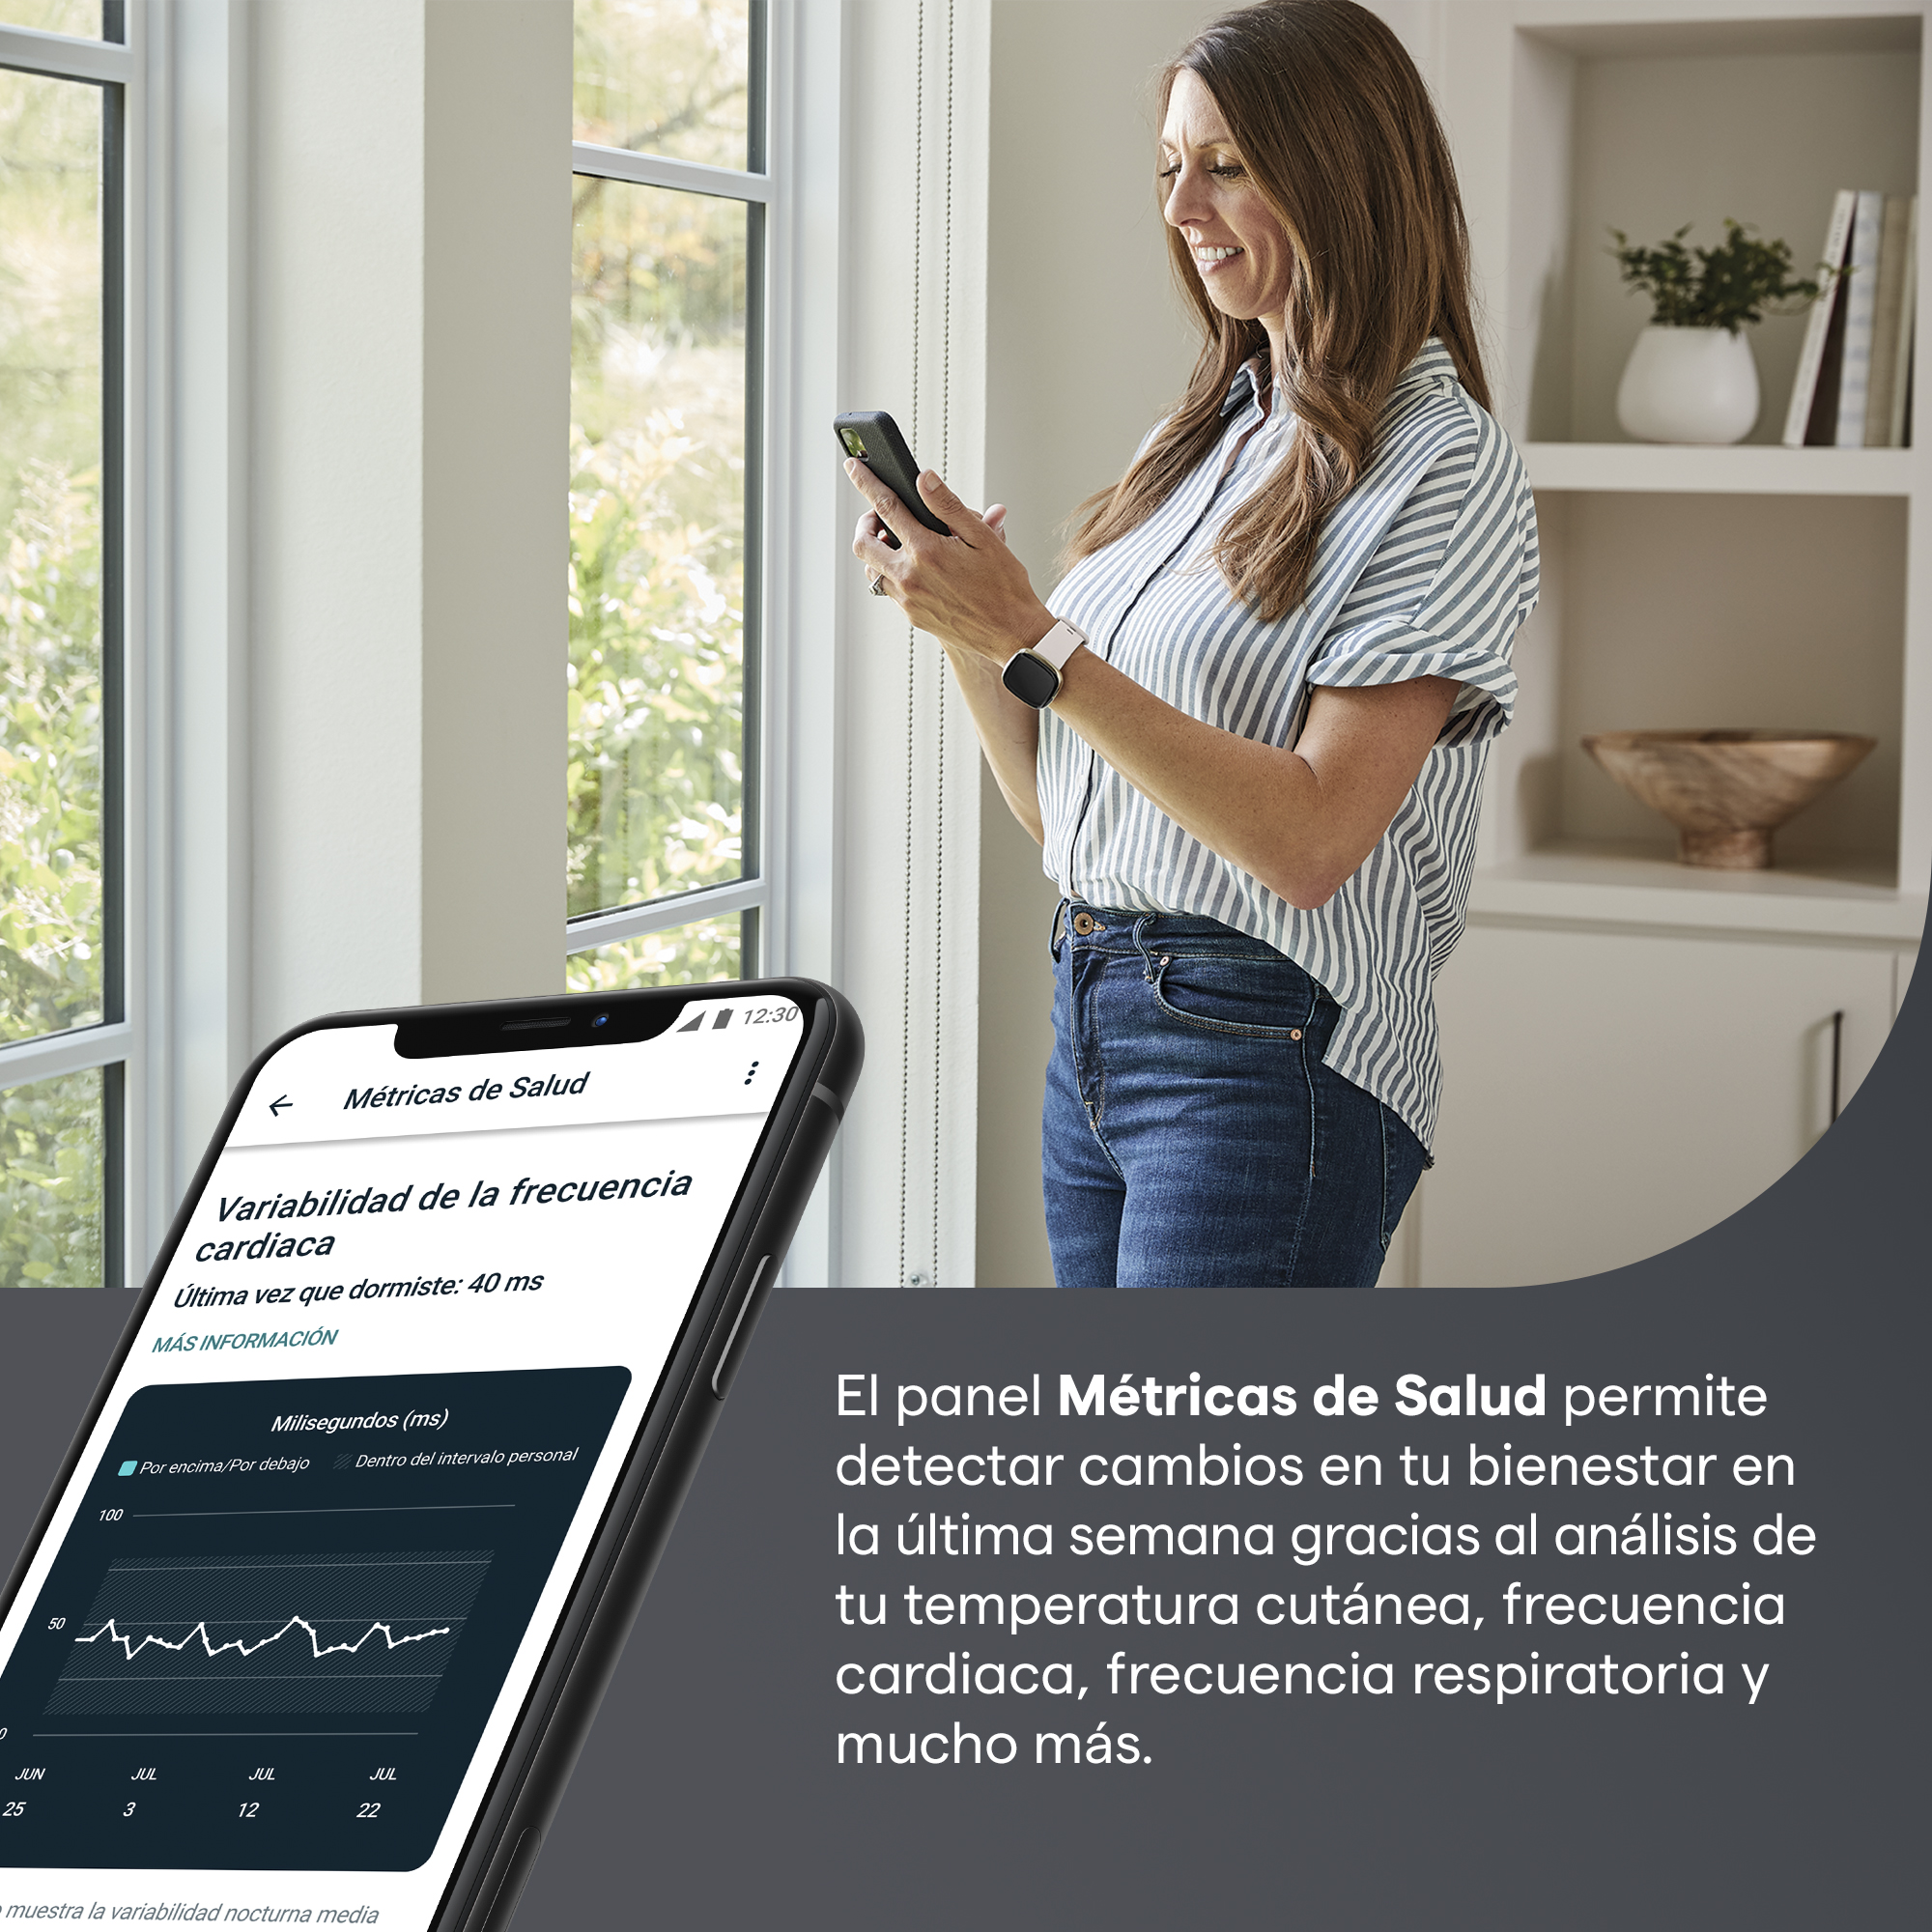 12:30
Métricas de Salud
Variabilidad de la frecuencia
cardiaca
Última vez que dormiste: 40 ms
MÁS INFORMACIÓN
Milisegundos (ms)
Por encima/Por debajo Dentro del intervalo personal
100
50
0
JUN JUL JUL JUL
25 3 12 22
muestra la variabilidad nocturna media
El panel Métricas de Salud permite
detectar cambios en tu bienestar en
la última semana gracias al análisis de
tu temperatura cutánea, frecuencia
cardiaca, frecuencia respiratoria y
mucho más.